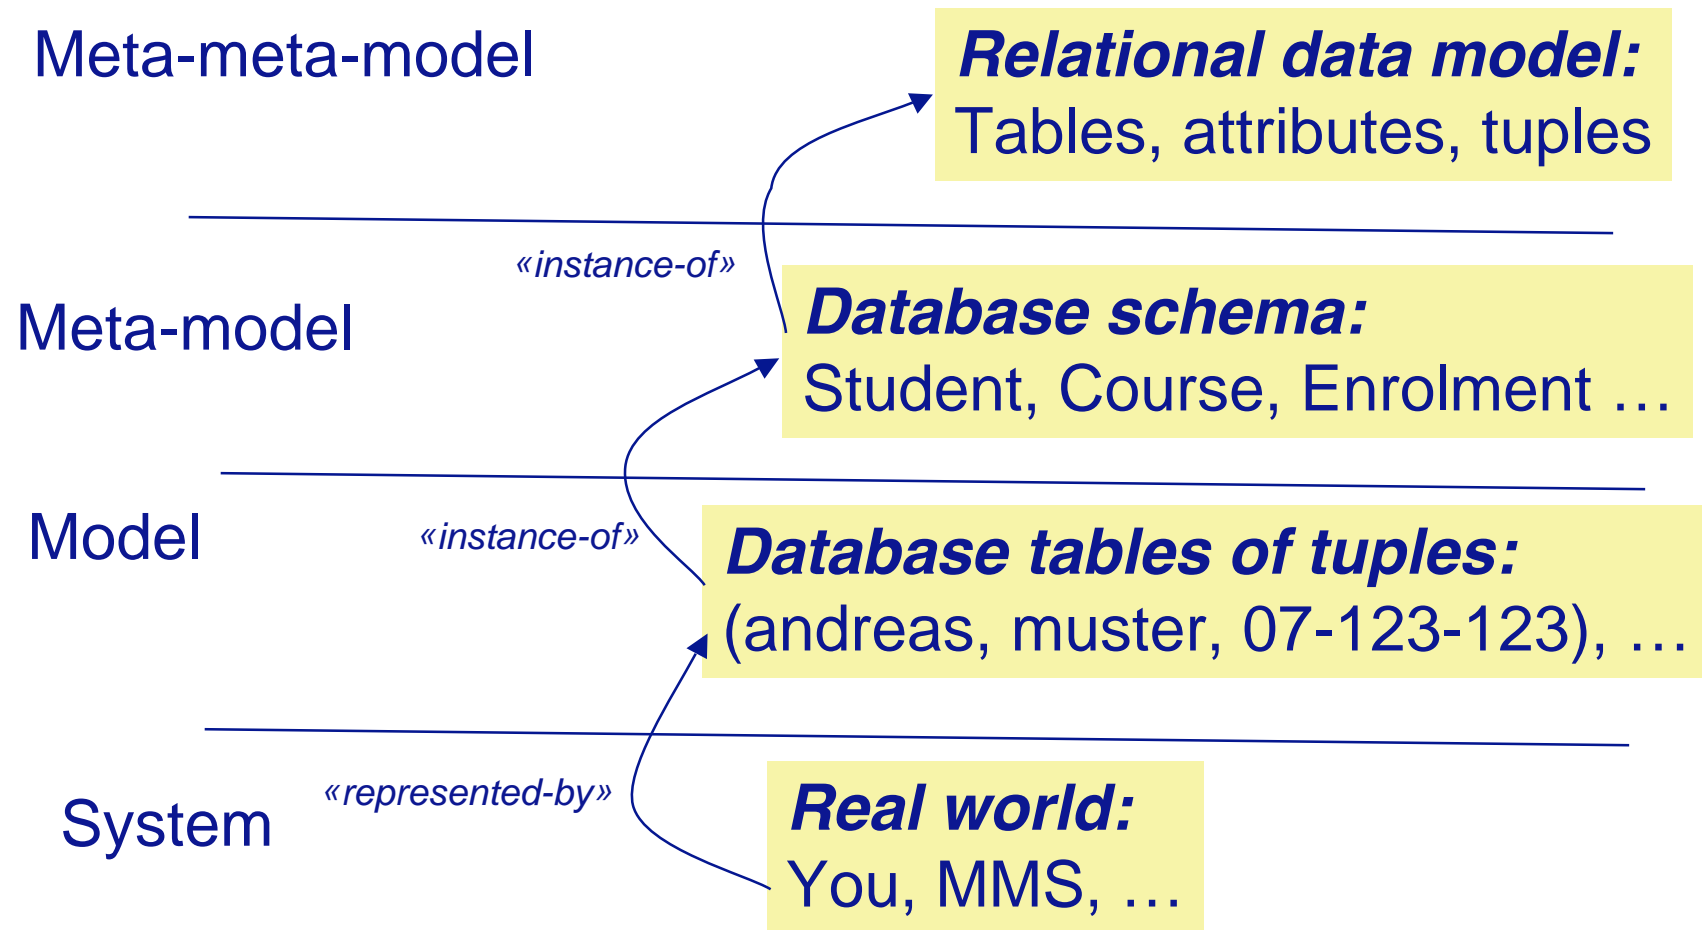 Meta-meta-model
Relational data model:
Tables, attributes, tuples
«instance-of»
Meta-model
Database schema:
Student, Course, Enrolment …
Model
«instance-of»
Database tables of tuples:
(andreas, muster, 07-123-123), …
System
«represented-by»
Real world:
You, MMS, …